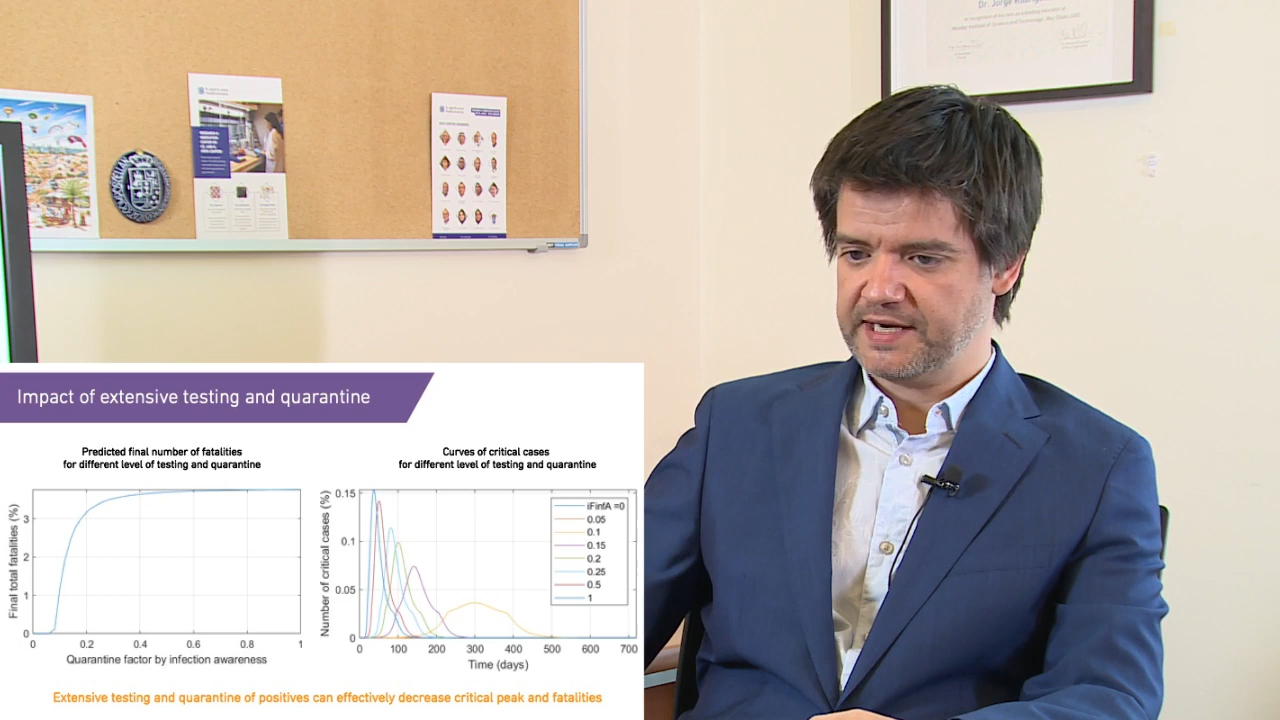 Dr. Jorge
Impact of extensive testing and quarantine
Predicted final number of fatalities
for different level of testing and quarantine
Final total fatalities (%)
3
2
1
0
0 0.2 0.4 0.6 0.8 1
Quarantine factor by infection awareness
Curves of critical cases
for different level of testing and quarantine
Number of critical cases (%)
0.15
0.1
0.05
0
0 100 200 300 400 500 600 700
Time (days)
iFinfA =0
0.05
0.1
0.15
0.2
0.25
0.5
1
Extensive testing and quarantine of positives can effectively decrease critical peak and fatalities